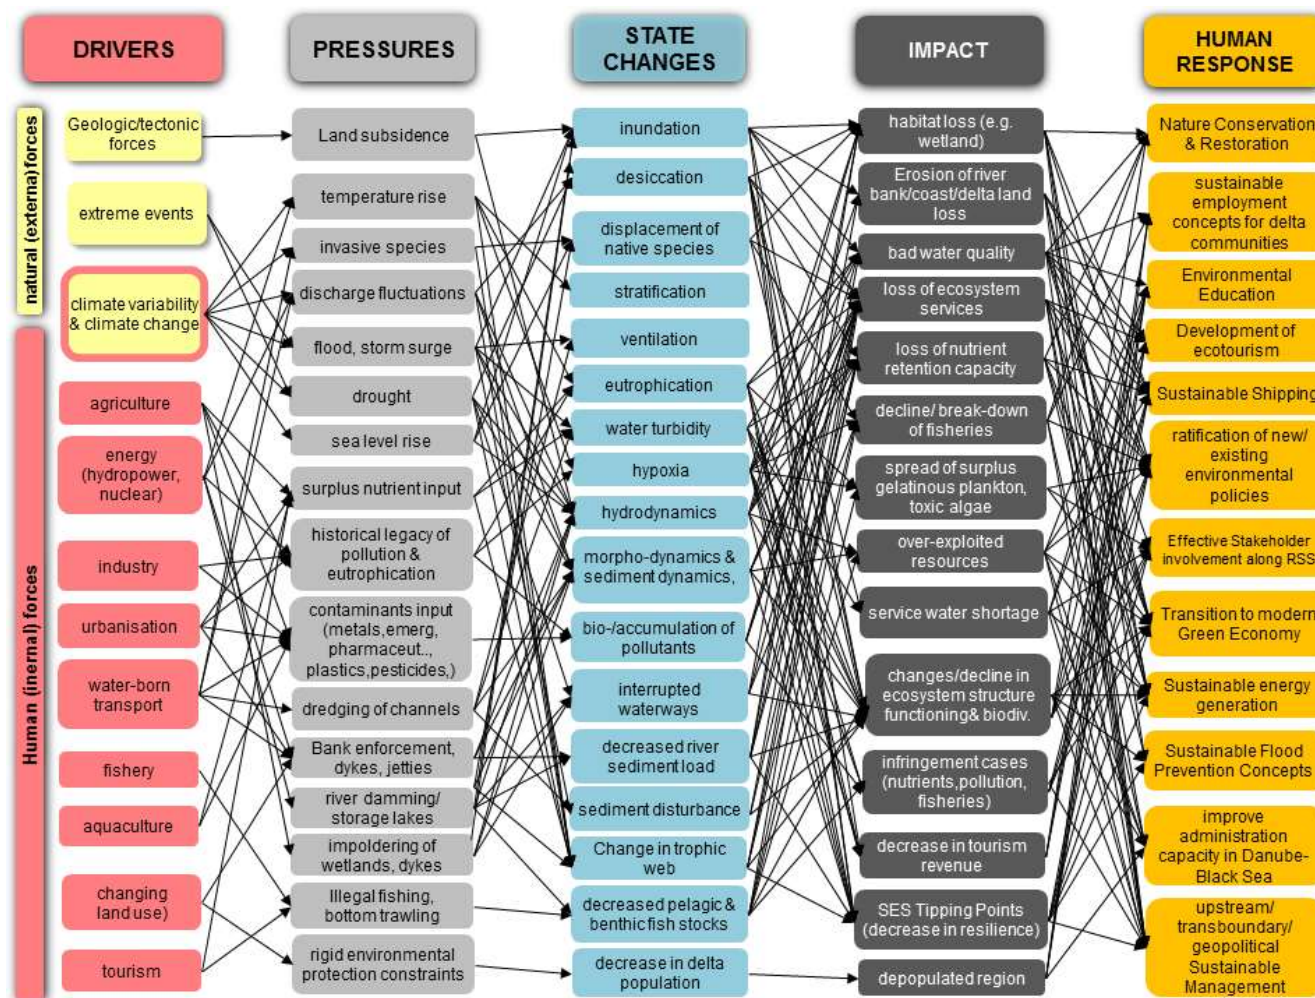 DRIVERS
PRESSURES
STATE
CHANGES
IMPACT
HUMAN
RESPONSE
natural (externa) forces
Human (inernal) forces
Geologic/tectonic
forces
extreme events
climate variability
& climate change
agriculture
energy
(hydropower,
nuclear)
industry
urbanisation
water-born
transport
fishery
aquaculture
changing
land use)
tourism
Land subsidence
temperature rise
invasive species
discharge fluctuations
flood, storm surge
drought
sea level rise
surplus nutrient input
historical legacy of
pollution &
eutrophication
contaminants input
(metals,emerg,
pharmaceut..,
plastics,pesticides,)
dredging of channels
Bank enforcement,
dykes, jetties
river damming/
storage lakes
impoldering of
wetlands, dykes
Illegal fishing,
bottom trawling
rigid environmental
protection constraints
inundation
desiccation
displacement of
native species
stratification
ventilation
eutrophication
water turbidity
hypoxia
hydrodynamics
morpho-dynamics &
sediment dynamics,
bio-/accumulation of
pollutants
interrupted
waterways
decreased river
sediment load
sediment disturbance
Change in trophic
web
decreased pelagic &
benthic fish stocks
decrease in delta
population
habitat loss (e.g.
wetland)
Erosion of river
bank/coast/delta land
loss
bad water quality
loss of ecosystem
services
loss of nutrient
retention capacity
decline/ break-down
of fisheries
spread of surplus
gelatinous plankton,
toxic algae
over-exploited
resources
service water shortage
changes/decline in
ecosystem structure
functioning& biodiv.
infringement cases
(nutrients,pollution,
fisheries)
decrease in tourism
revenue
SES Tipping Points
(decrease in resilience)
depopulated region
Nature Conservation
& Restoration
sustainable
employment
concepts for delta
communities
Environmental
Education
Development of
ecotourism
Sustainable Shipping
ratification of new/
existing
environmental
policies
Effective Stakeholder
involvement along RSS
Transition to modern
Green Economy
Sustainable energy
generation
Sustainable Flood
Prevention Concepts
improve
administration
capacity in Danube-
Black Sea
upstream/
transboundary/
geopolitical
Sustainable
Management